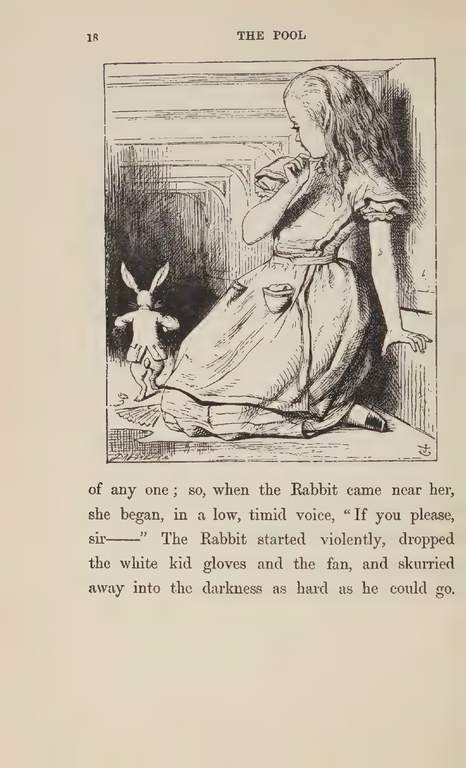 18
THE POOL
of any one ; so, when the Rabbit came near her,
she began, in a low, timid voice, “ If you please,
sir——” The Rabbit started violently, dropped
the white kid gloves and the fan, and skurried
away into the darkness as hard as he could go.